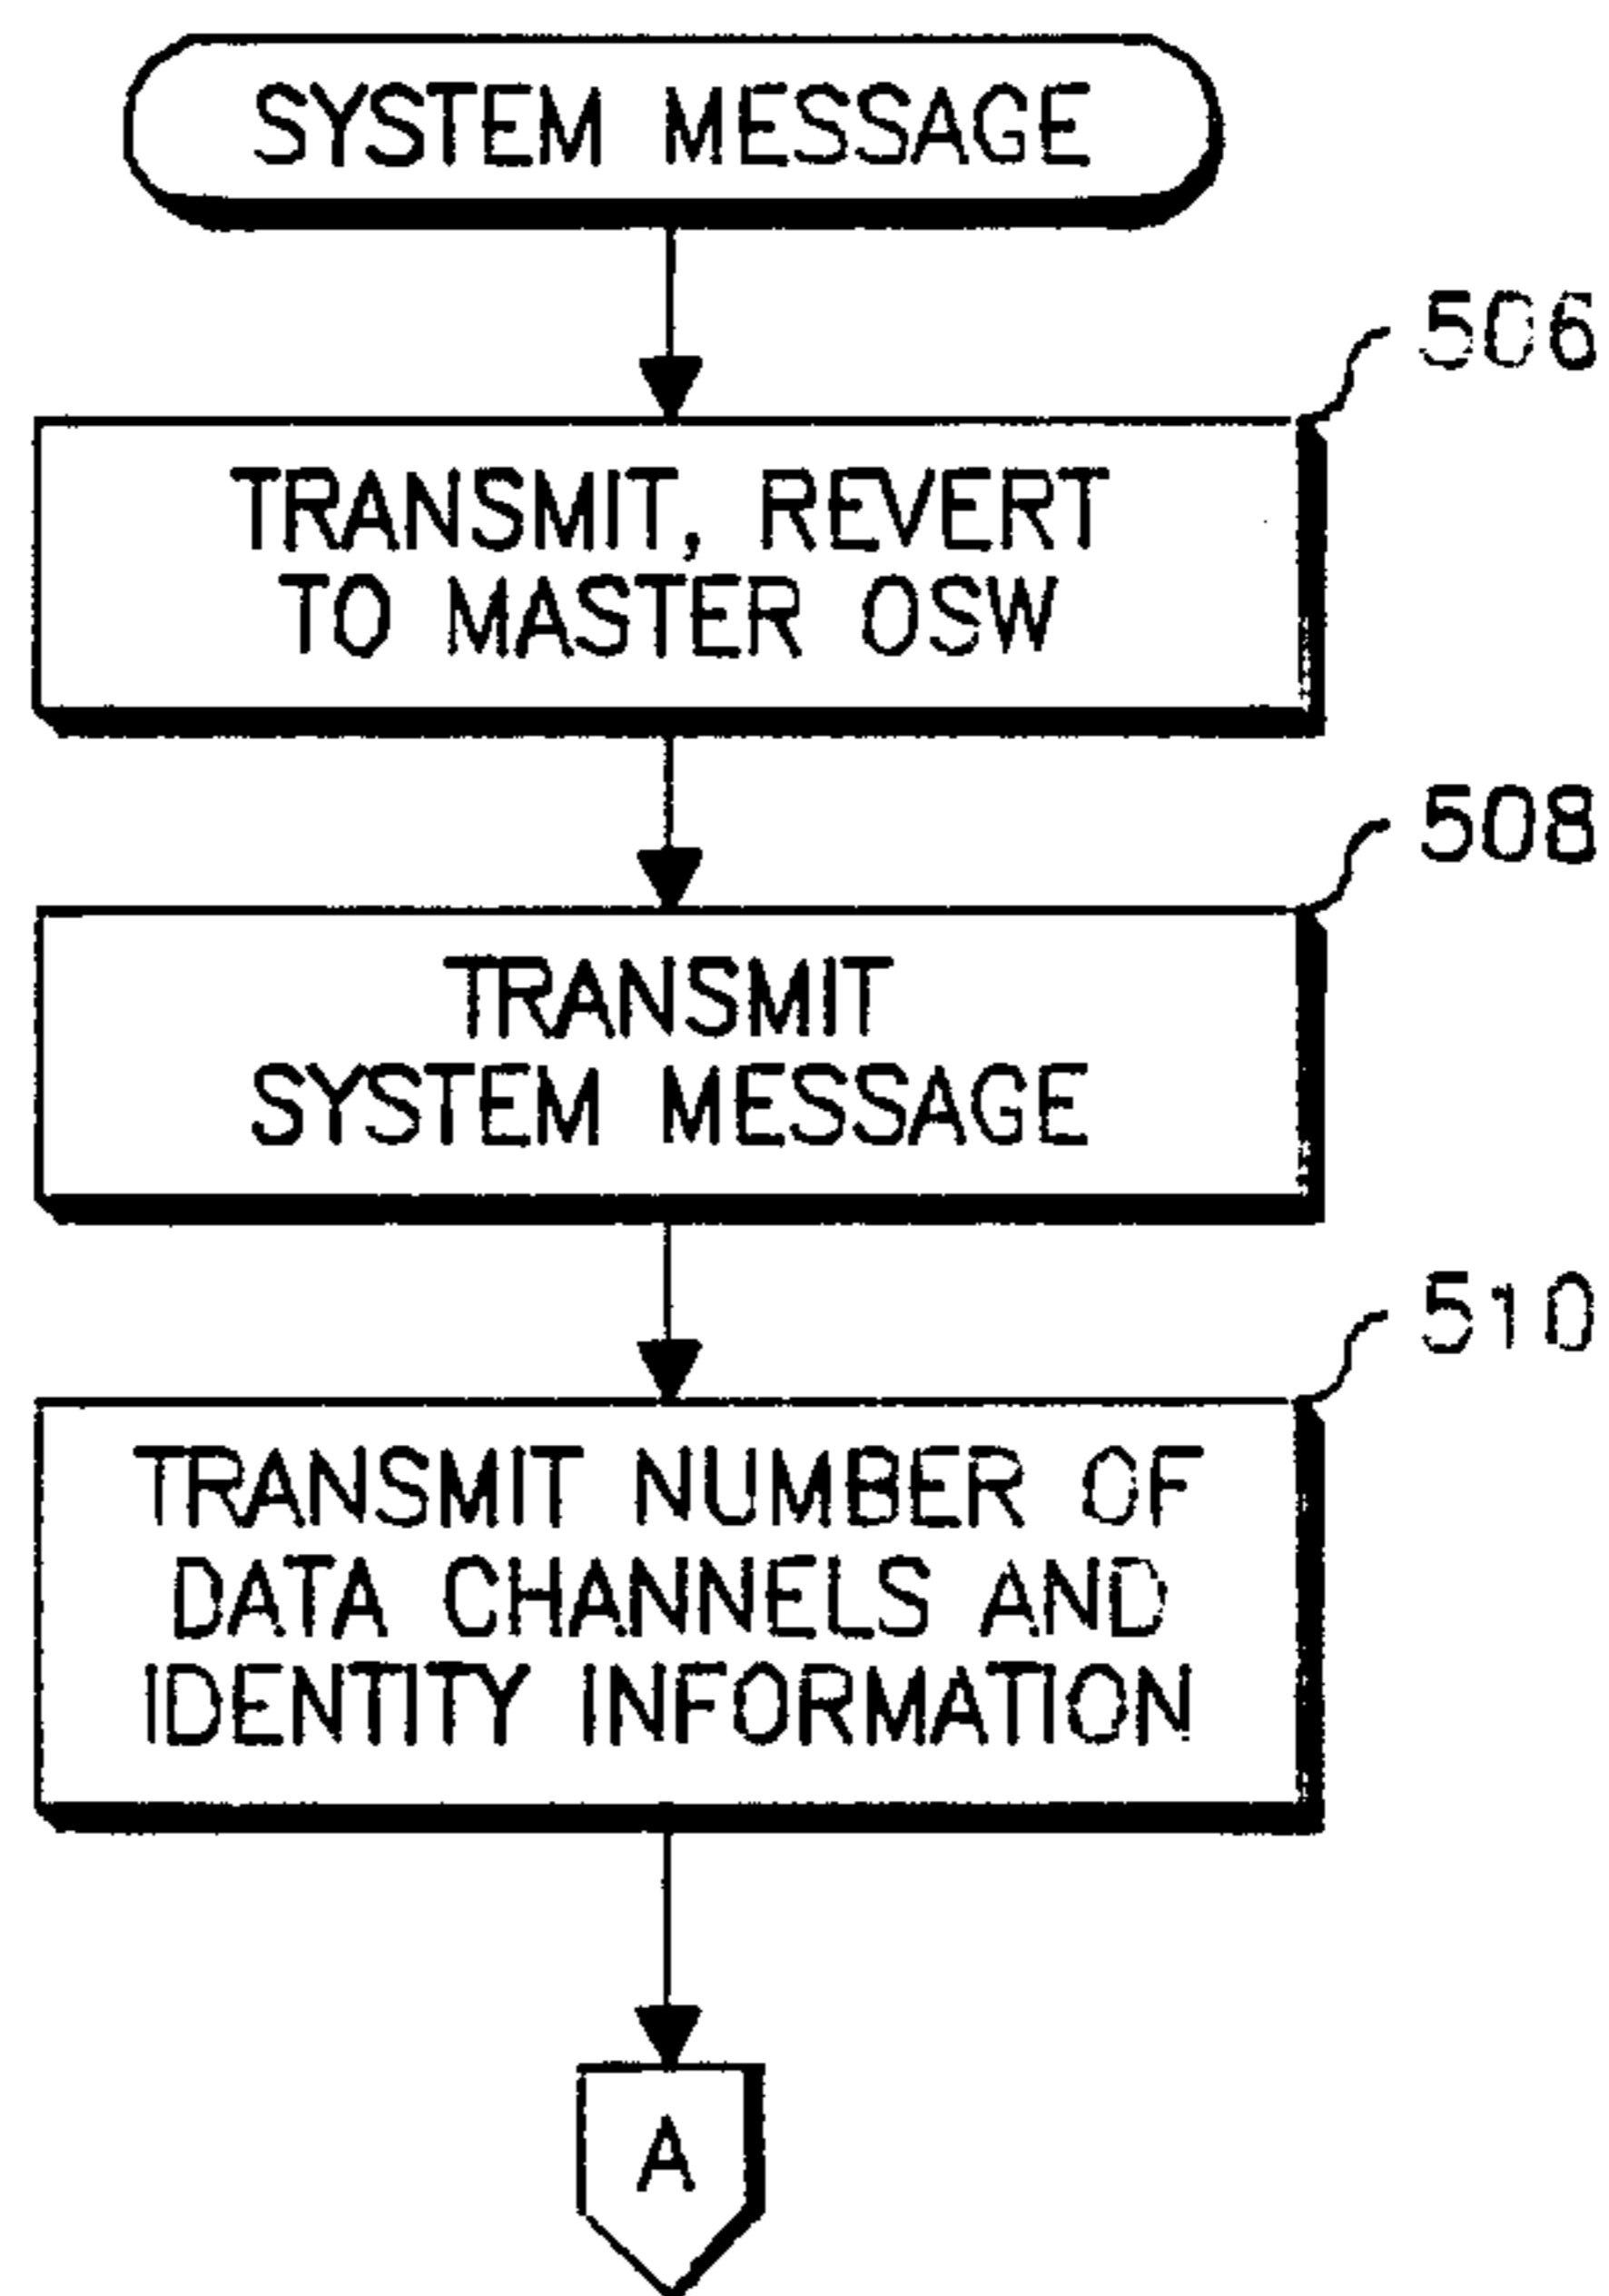 SYSTEM MESSAGE
506
TRANSMIT, REVERT
TO MASTER OSW
508
TRANSMIT
SYSTEM MESSAGE
510
TRANSMIT NUMBER OF
DATA CHANNELS AND
IDENTITY INFORMATION
A